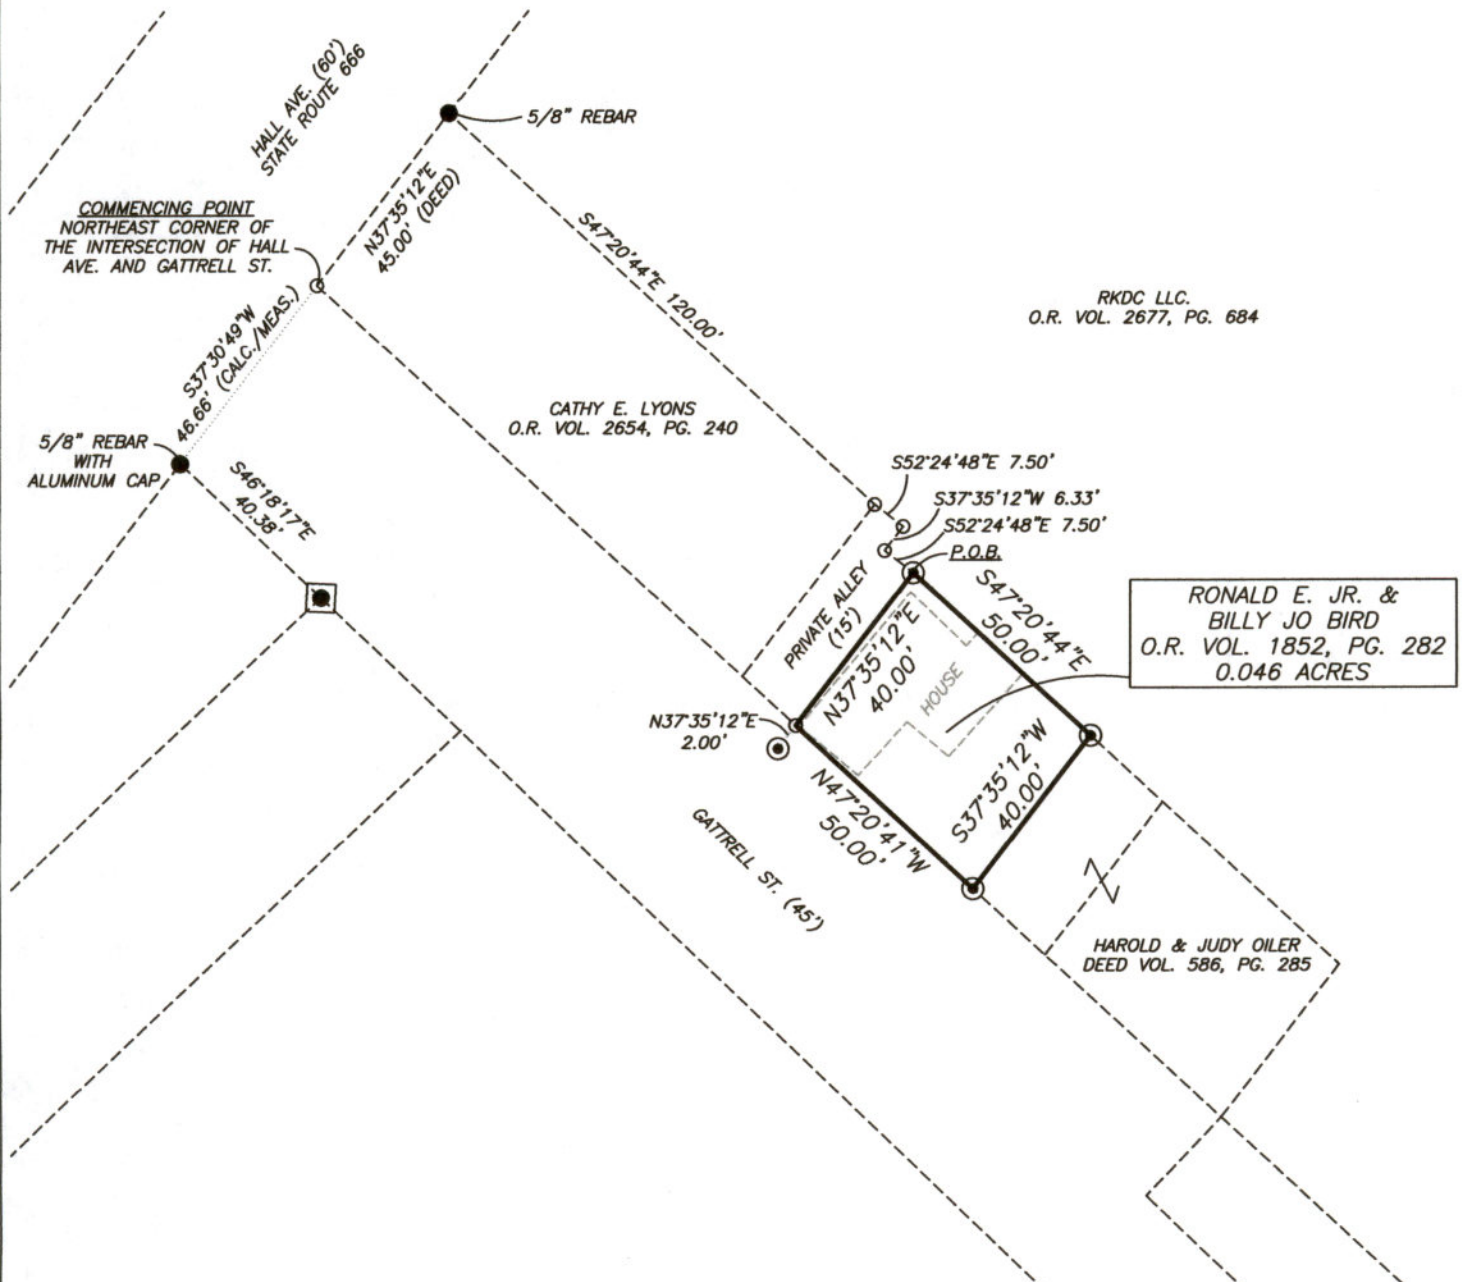 HALL AVE. (60')
STATE ROUTE 666
5/8" REBAR
COMMENCING POINT
NORTHEAST CORNER OF
THE INTERSECTION OF HALL
AVE. AND GATTRELL ST.
N37°35'12"E
45.00' (DEED)
S47°20'44"E 120.00'
RKDC LLC.
O.R. VOL. 2677, PG. 684
S37°30'49"W
46.66' (CALC./MEAS.)
CATHY E. LYONS
O.R. VOL. 2654, PG. 240
5/8" REBAR
WITH
ALUMINUM CAP
S46°18'17"E
40.38'
S52°24'48"E 7.50'
S37°35'12"W 6.33'
S52°24'48"E 7.50'
P.O.B.
PRIVATE ALLEY
(15')
S47°20'44"E
50.00'
RONALD E. JR. &
BILLY JO BIRD
O.R. VOL. 1852, PG. 282
0.046 ACRES
N37°35'12"E
40.00'
HOUSE
N37°35'12"E
2.00'
S37°35'12"W
40.00'
N47°20'41"W
50.00'
GATTRELL ST. (45')
HAROLD & JUDY OILER
DEED VOL. 586, PG. 285